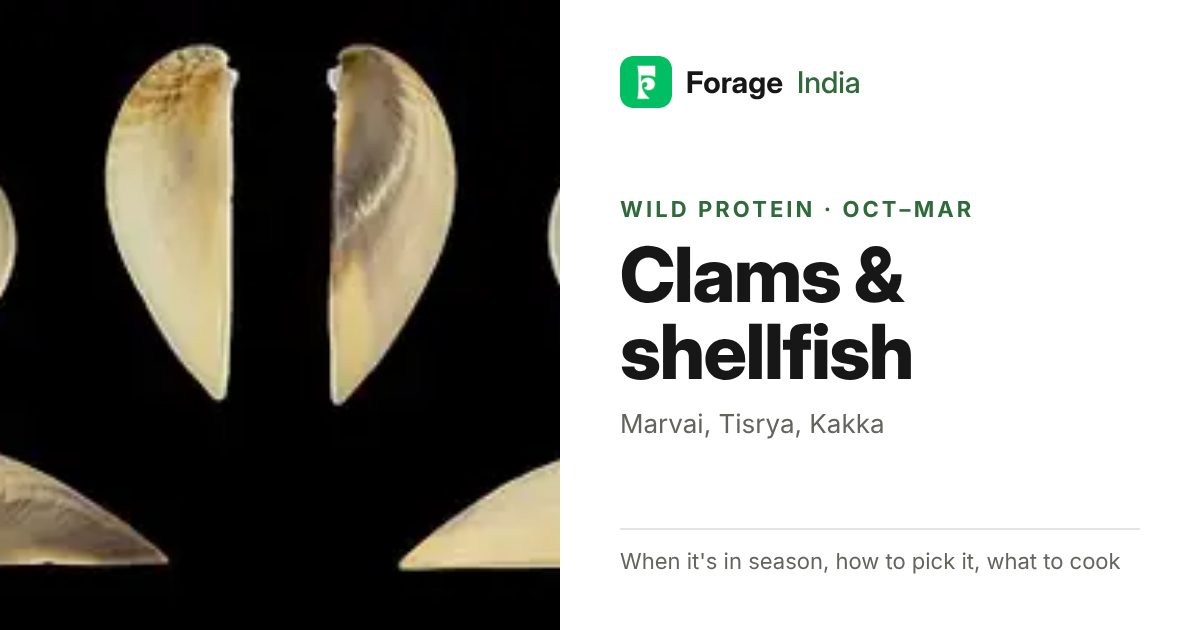 Forage India
WILD PROTEIN · OCT–MAR
Clams &
shellfish
Marvai, Tisrya, Kakka
When it's in season, how to pick it, what to cook